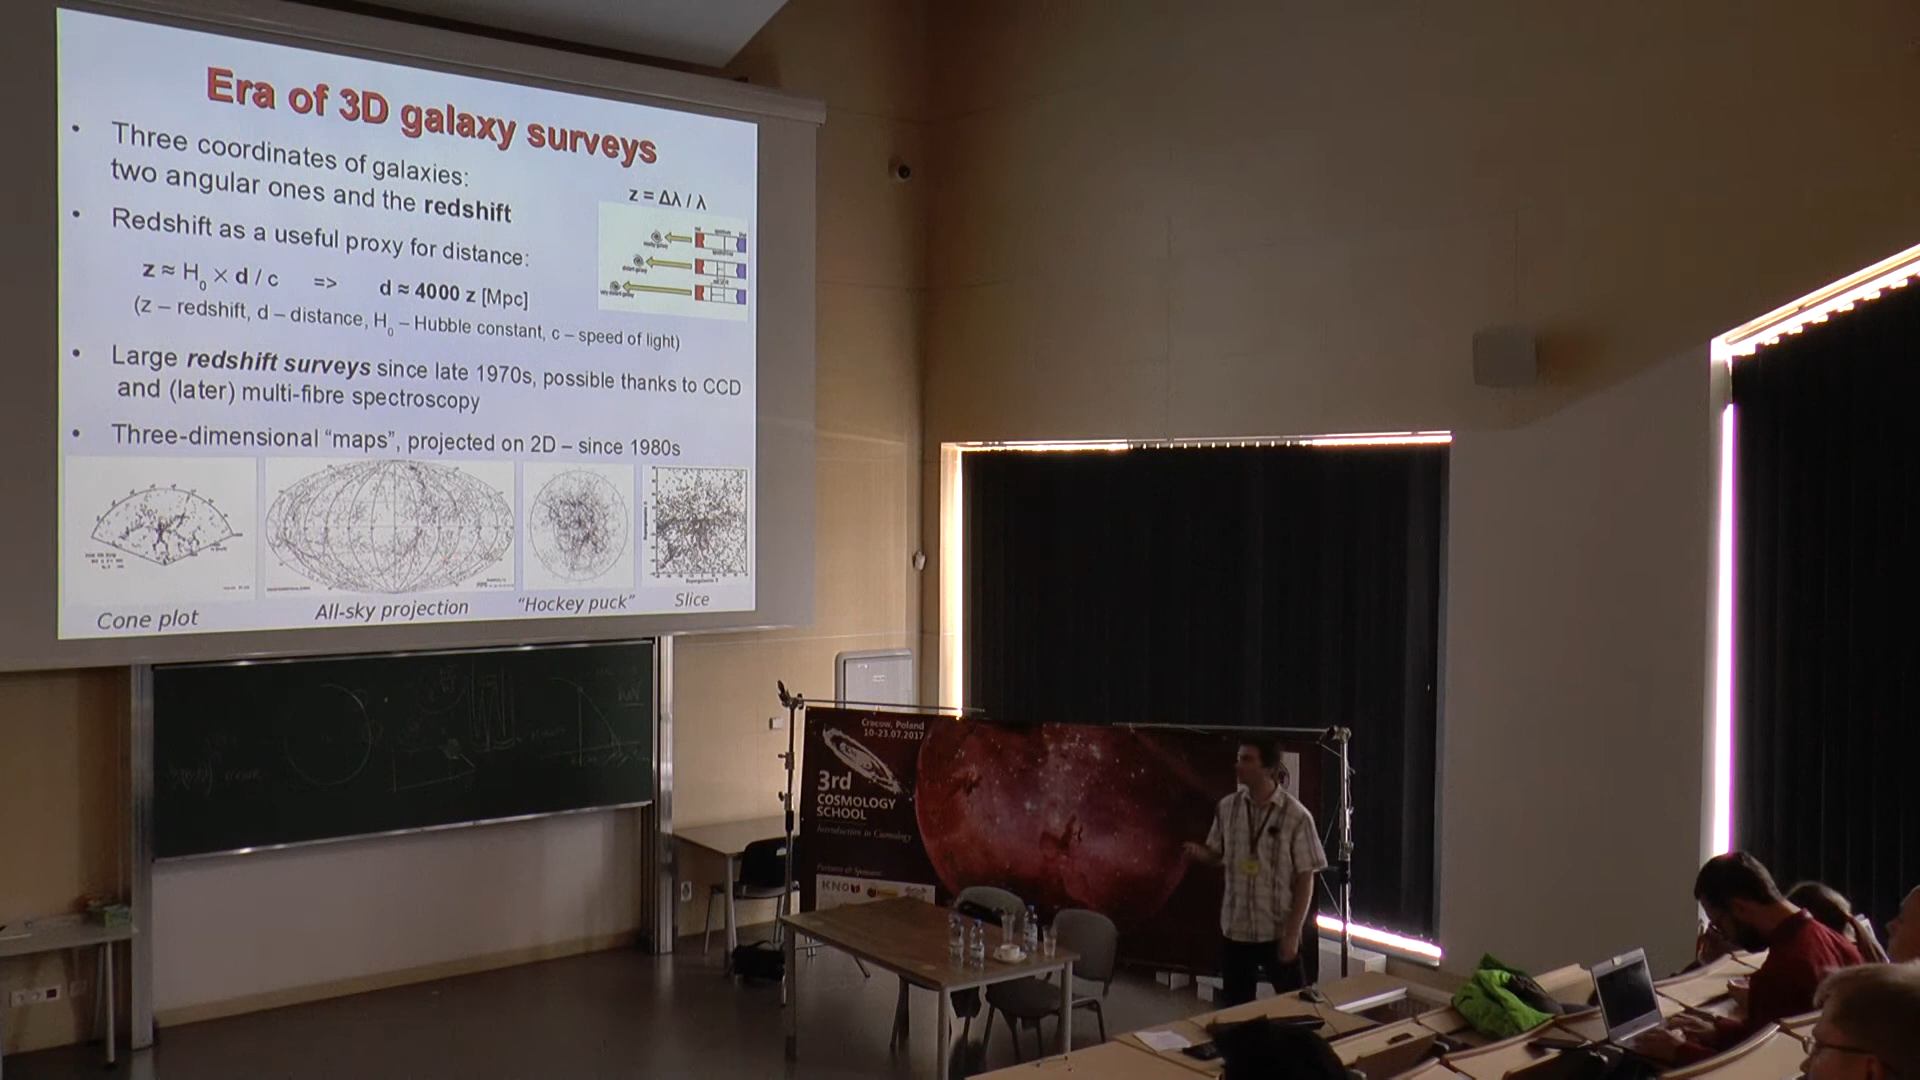 Era of 3D galaxy surveys
• Three coordinates of galaxies:
two angular ones and the redshift
z = Δλ / λ
• Redshift as a useful proxy for distance:
z ≈ H₀ × d / c => d ≈ 4000 z [Mpc]
(z – redshift, d – distance, H₀ – Hubble constant, c – speed of light)
• Large redshift surveys since late 1970s, possible thanks to CCD
and (later) multi-fibre spectroscopy
• Three-dimensional “maps”, projected on 2D – since 1980s
Cone plot
All-sky projection
“Hockey puck”
Slice
Cracow, Poland
10-23.07.2017
3rd
COSMOLOGY
SCHOOL
Introduction to Cosmology